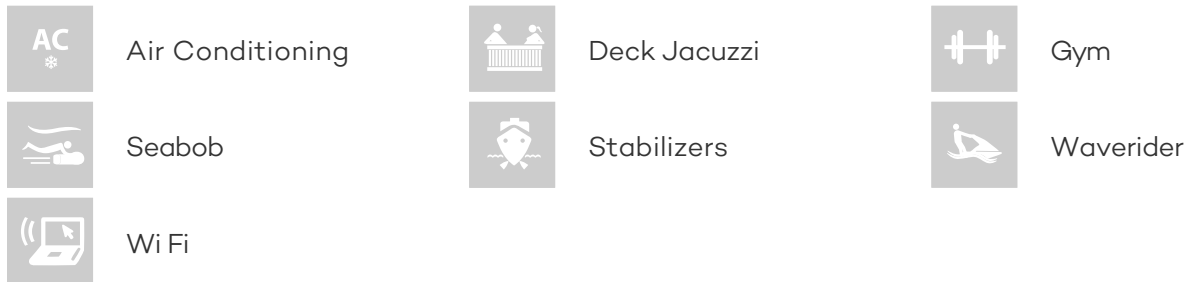 AC
Air Conditioning
Deck Jacuzzi
Gym
Seabob
Stabilizers
Waverider
Wi Fi